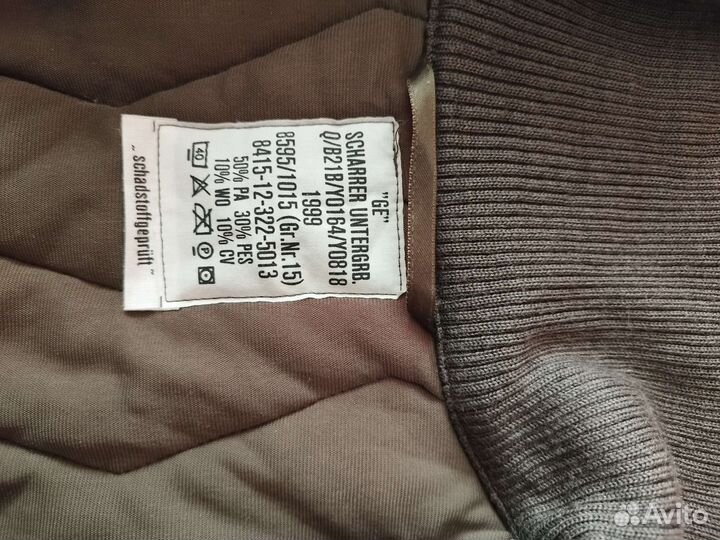 "GE"
SCHARRER UNTERGRB.
Q/B21B/Y0164/Y0818
1999
8595/1015 (Gr.Nr.15)
8415-12-322-5013
50% PA 30% PES
10% WO 10% CV
40
P
„schadstoffgeprüft“
Avito